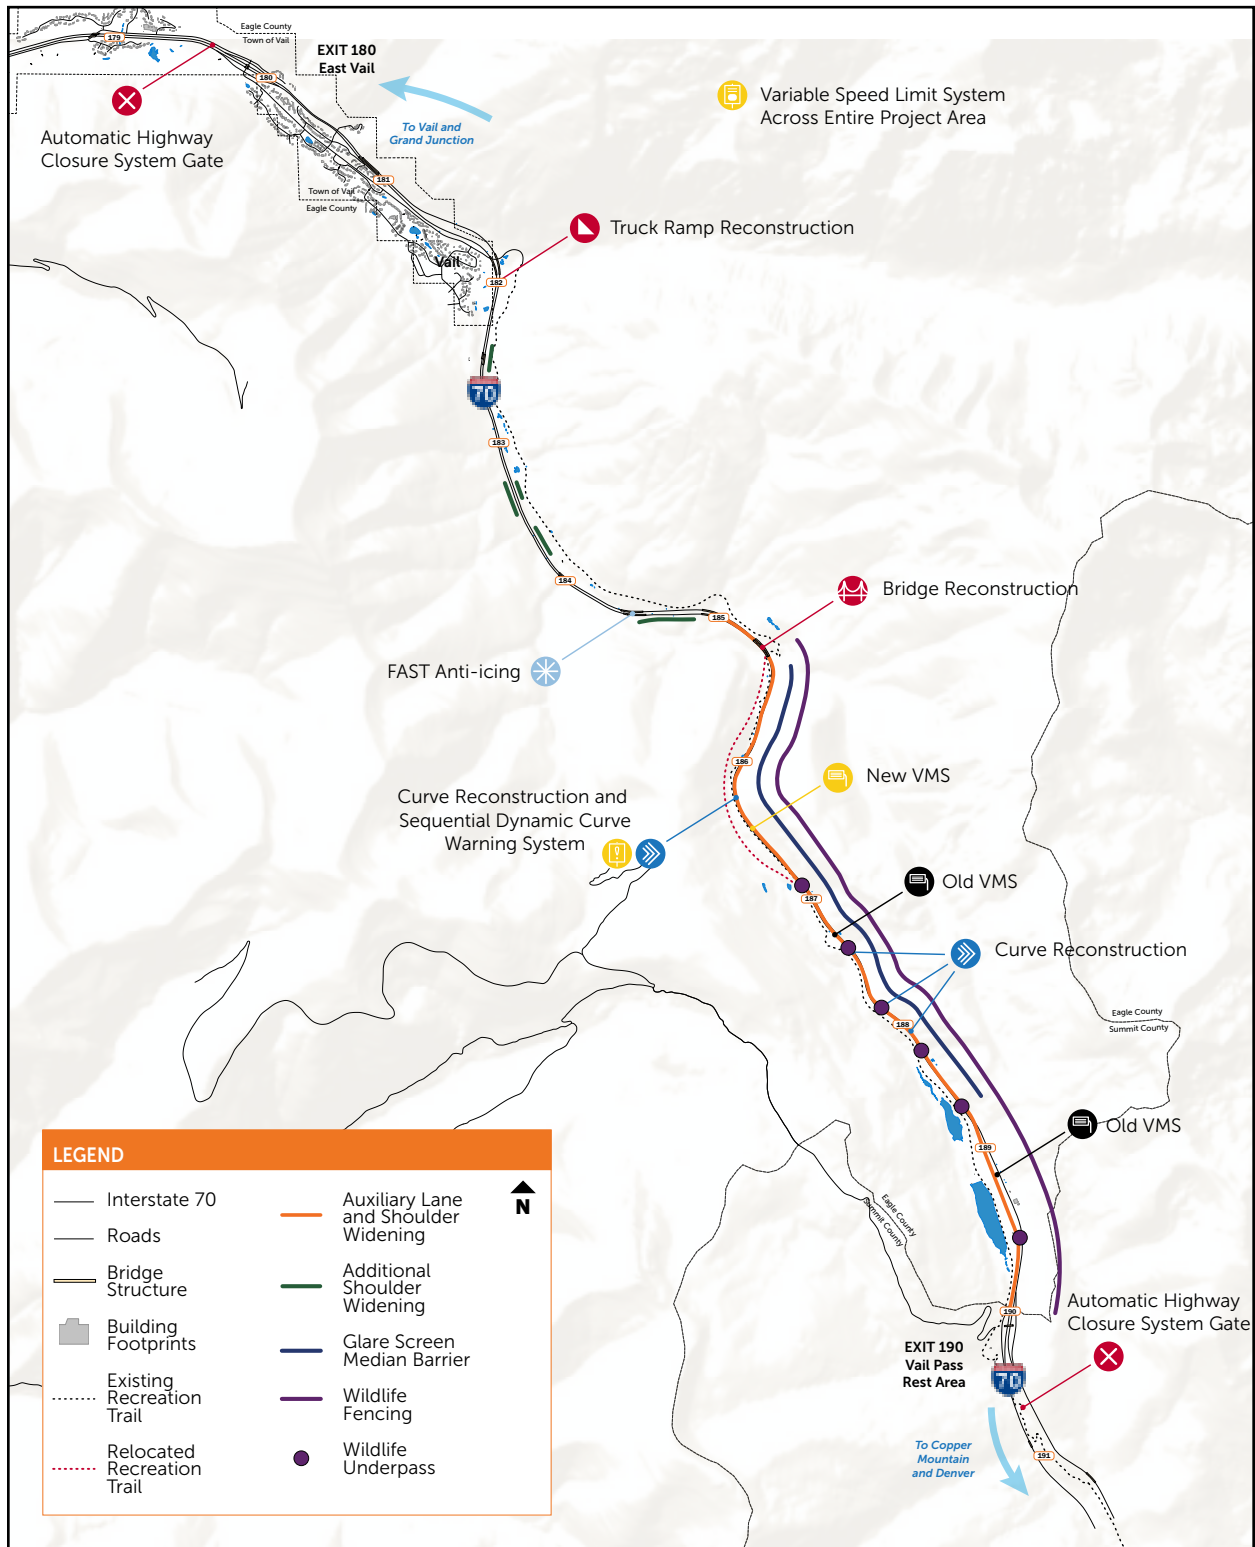 179
Eagle County
Town of Vail
EXIT 180
East Vail
180
Automatic Highway
Closure System Gate
To Vail and
Grand Junction
Variable Speed Limit System
Across Entire Project Area
181
Town of Vail
Eagle County
Truck Ramp Reconstruction
Vail
182
70
183
184
185
Bridge Reconstruction
FAST Anti-icing
186
New VMS
Curve Reconstruction and
Sequential Dynamic Curve
Warning System
Old VMS
187
Curve Reconstruction
188
Eagle County
Summit County
Old VMS
189
Eagle County
Summit County
190
Automatic Highway
Closure System Gate
EXIT 190
Vail Pass
Rest Area
70
To Copper
Mountain
and Denver
191
LEGEND
Interstate 70
Roads
Bridge
Structure
Building
Footprints
Existing
Recreation
Trail
Relocated
Recreation
Trail
N
Auxiliary Lane
and Shoulder
Widening
Additional
Shoulder
Widening
Glare Screen
Median Barrier
Wildlife
Fencing
Wildlife
Underpass